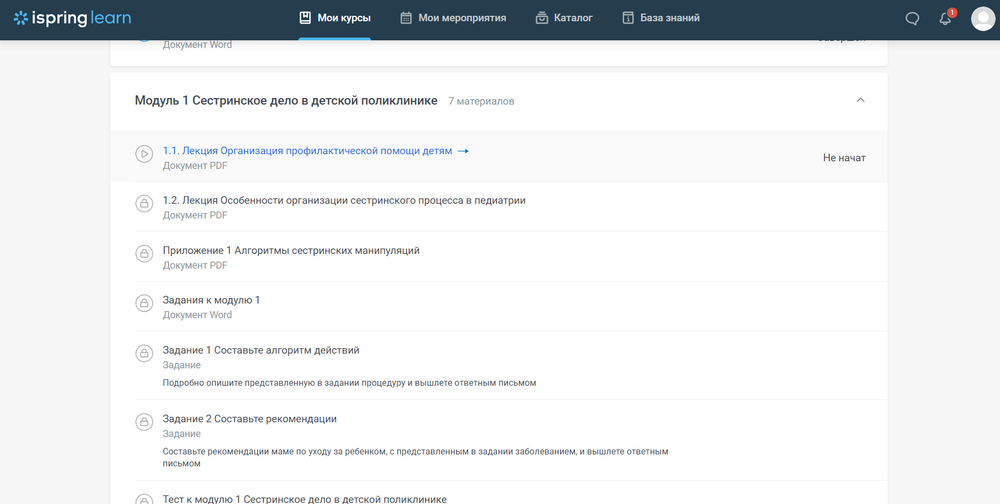 ispring learn
Мои курсы
Мои мероприятия
Каталог
База знаний
1
Документ Word
Модуль 1 Сестринское дело в детской поликлинике 7 материалов
1.1. Лекция Организация профилактической помощи детям →
Документ PDF
Не начат
1.2. Лекция Особенности организации сестринского процесса в педиатрии
Документ PDF
Приложение 1 Алгоритмы сестринских манипуляций
Документ PDF
Задания к модулю 1
Документ Word
Задание 1 Составьте алгоритм действий
Задание
Подробно опишите представленную в задании процедуру и вышлете ответным письмом
Задание 2 Составьте рекомендации
Задание
Составьте рекомендации маме по уходу за ребенком, с представленным в задании заболеванием, и вышлете ответным
письмом
Тест к модулю 1 Сестринское дело в детской поликлинике